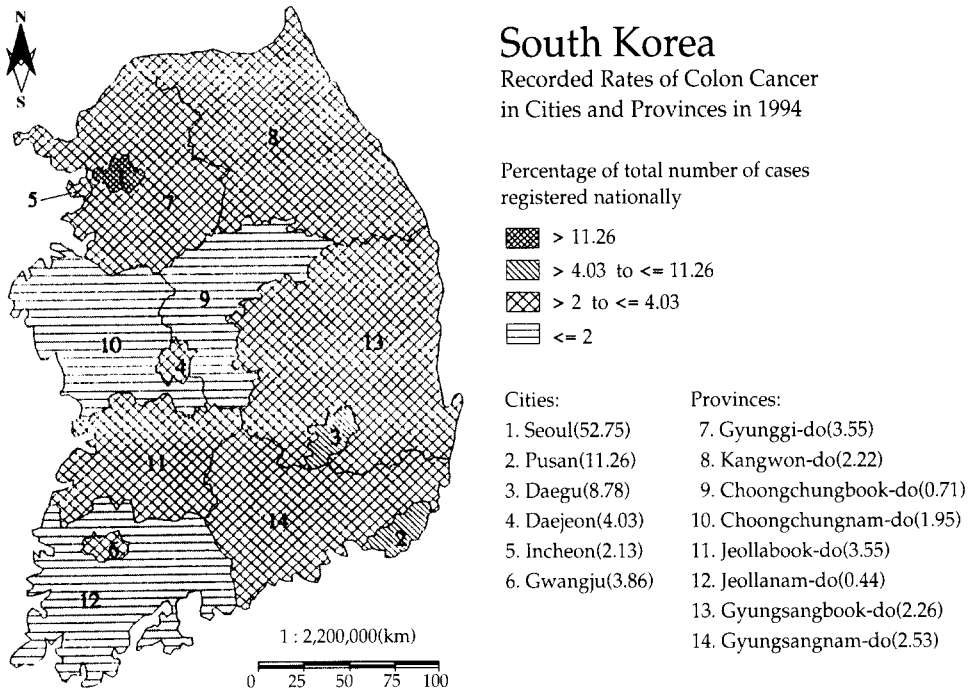 N
S
South Korea
Recorded Rates of Colon Cancer
in Cities and Provinces in 1994
Percentage of total number of cases
registered nationally
> 11.26
> 4.03 to <= 11.26
> 2 to <= 4.03
<= 2
Cities:
1. Seoul(52.75)
2. Pusan(11.26)
3. Daegu(8.78)
4. Daejeon(4.03)
5. Incheon(2.13)
6. Gwangju(3.86)
Provinces:
7. Gyunggi-do(3.55)
8. Kangwon-do(2.22)
9. Choongchungbook-do(0.71)
10. Choongchungnam-do(1.95)
11. Jeollabook-do(3.55)
12. Jeollanam-do(0.44)
13. Gyungsangbook-do(2.26)
14. Gyungsangnam-do(2.53)
8
1
5
7
9
10
13
4
3
11
14
2
6
12
1 : 2,200,000(km)
0 25 50 75 100